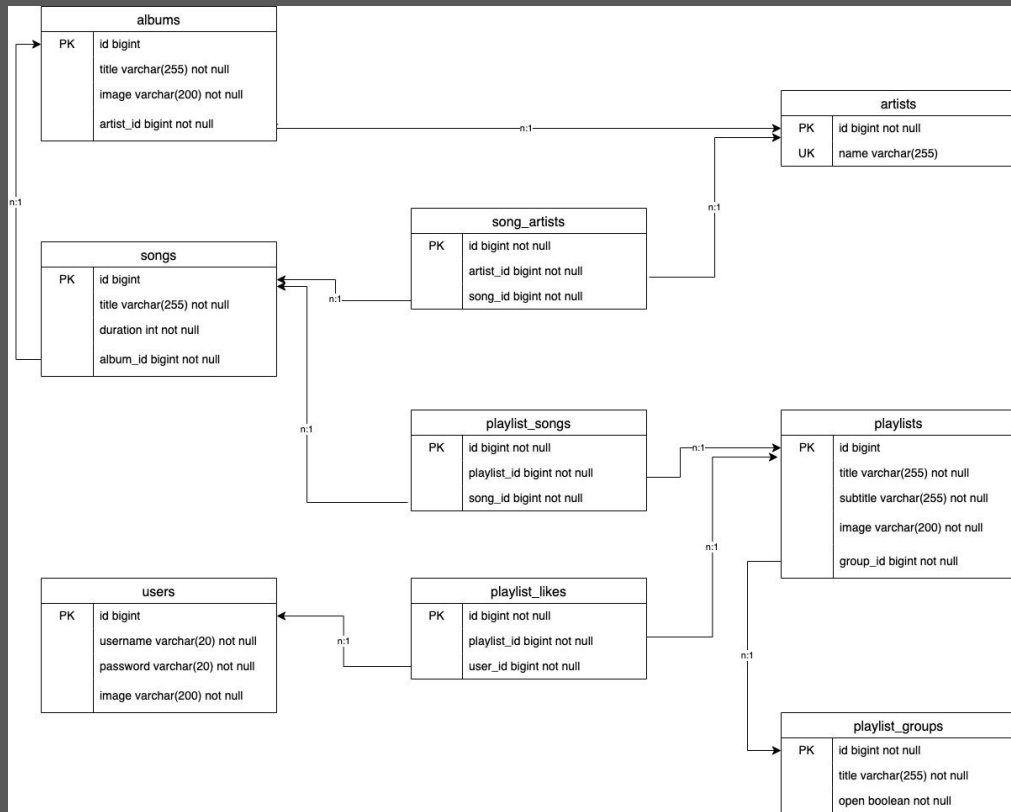 albums
PK id bigint
title varchar(255) not null
image varchar(200) not null
artist_id bigint not null
n:1
artists
PK id bigint not null
UK name varchar(255)
n:1
n:1
song_artists
PK id bigint not null
artist_id bigint not null
song_id bigint not null
songs
PK id bigint
title varchar(255) not null
duration int not null
album_id bigint not null
n:1
n:1
playlist_songs
PK id bigint not null
playlist_id bigint not null
song_id bigint not null
n:1
playlists
PK id bigint
title varchar(255) not null
subtitle varchar(255) not null
image varchar(200) not null
group_id bigint not null
n:1
users
PK id bigint
username varchar(20) not null
password varchar(20) not null
image varchar(200) not null
n:1
playlist_likes
PK id bigint not null
playlist_id bigint not null
user_id bigint not null
n:1
playlist_groups
PK id bigint not null
title varchar(255) not null
open boolean not null